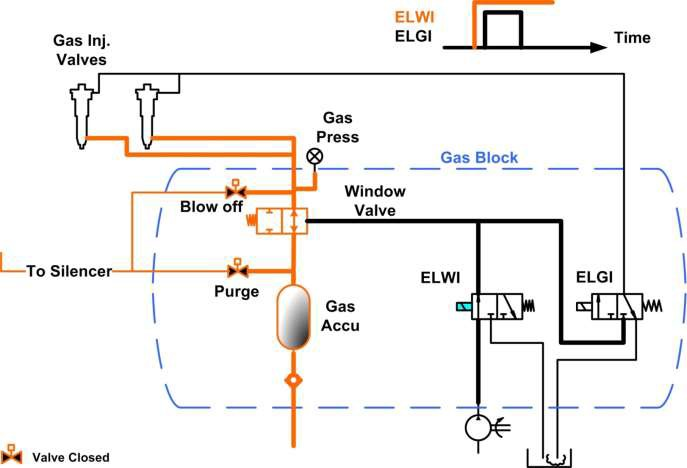 ELWI
ELGI
Time
Gas Inj.
Valves
Gas
Press
Gas Block
Blow off
Window
Valve
To Silencer
ELWI
ELGI
Purge
Gas
Accu
Valve Closed